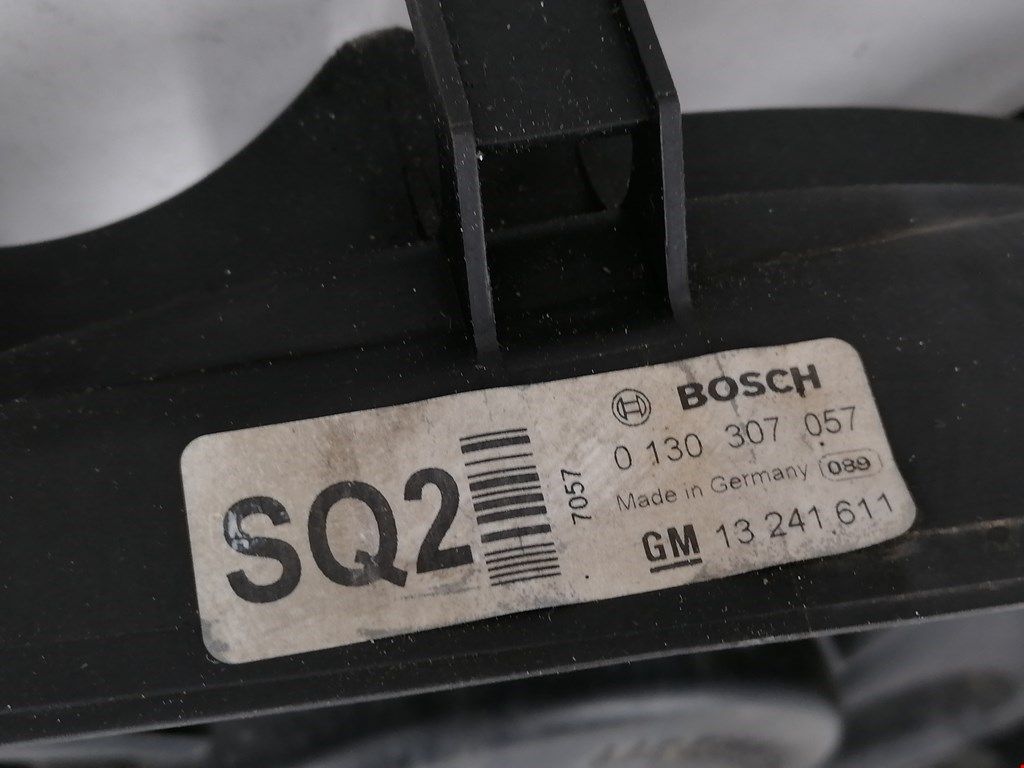 SQ2
7057
BOSCH
0 130 307 057
Made in Germany 089
GM 13 241 611